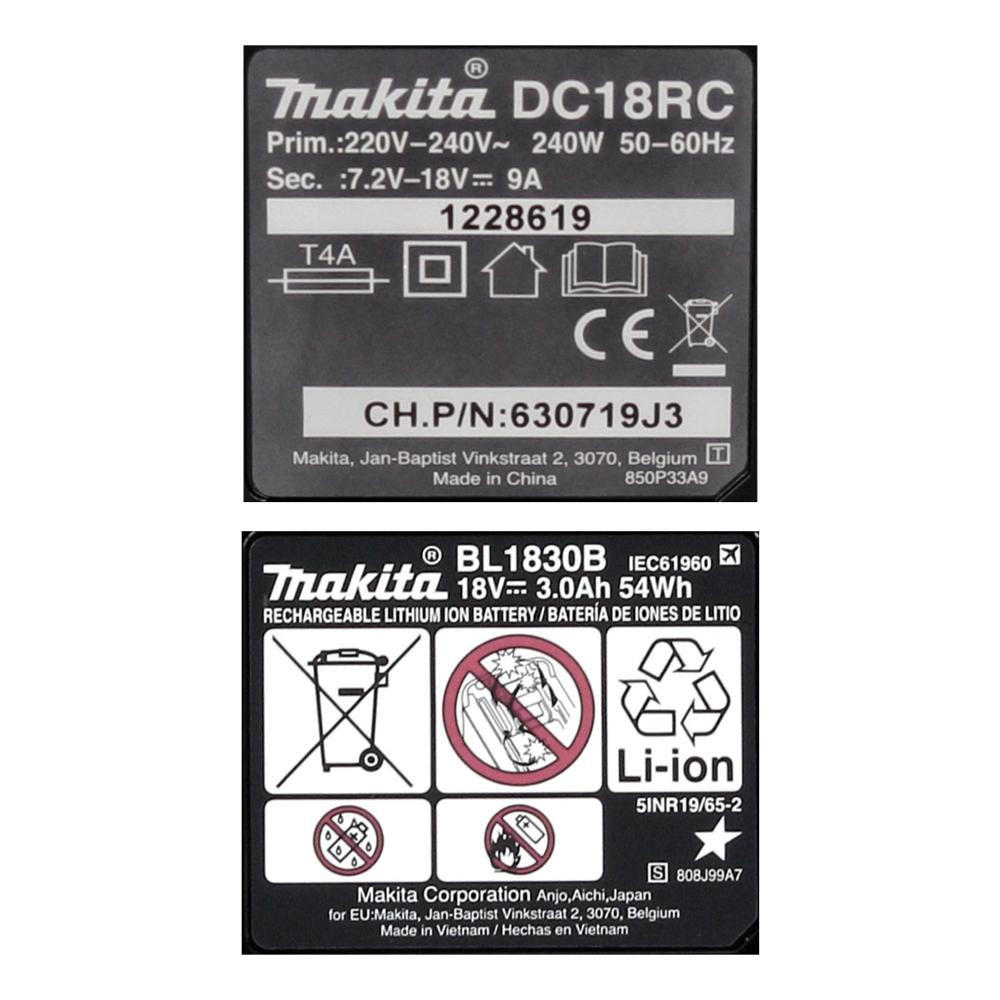 makita® DC18RC
Prim.:220V–240V~ 240W 50–60Hz
Sec. :7.2V–18V⎓ 9A
1228619
T4A
CE
CH.P/N:630719J3
Makita, Jan-Baptist Vinkstraat 2, 3070, Belgium T
Made in China 850P33A9
makita® BL1830B IEC61960
18V⎓ 3.0Ah 54Wh
RECHARGEABLE LITHIUM ION BATTERY / BATERÍA DE IONES DE LITIO
Li-ion
5INR19/65-2
S 808J99A7
Makita Corporation Anjo,Aichi,Japan
for EU:Makita, Jan-Baptist Vinkstraat 2, 3070, Belgium
Made in Vietnam / Hechas en Vietnam